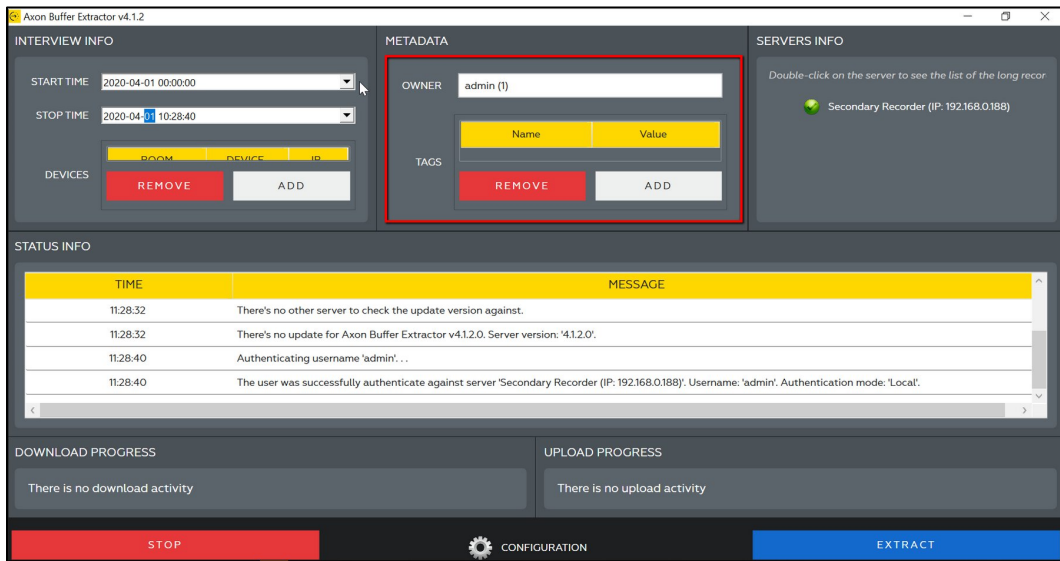 Axon Buffer Extractor v4.1.2
INTERVIEW INFO
START TIME 2020-04-01 00:00:00
STOP TIME 2020-04-01 10:28:40
DEVICES
ROOM DEVICE IP
REMOVE ADD
METADATA
OWNER admin (1)
TAGS
Name Value
REMOVE ADD
SERVERS INFO
Double-click on the server to see the list of the long recor
Secondary Recorder (IP: 192.168.0.188)
STATUS INFO
TIME MESSAGE
11:28:32 There's no other server to check the update version against.
11:28:32 There's no update for Axon Buffer Extractor v4.1.2.0. Server version: '4.1.2.0'.
11:28:40 Authenticating username 'admin'. . .
11:28:40 The user was successfully authenticate against server 'Secondary Recorder (IP: 192.168.0.188)'. Username: 'admin'. Authentication mode: 'Local'.
DOWNLOAD PROGRESS
There is no download activity
UPLOAD PROGRESS
There is no upload activity
STOP
CONFIGURATION
EXTRACT